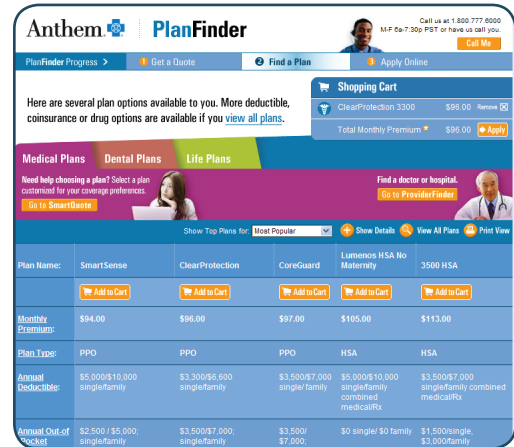 Anthem PlanFinder
Call us at 1.800.777.6000
M-F 6a-7:30p PST or have us call you.
Call Me
PlanFinder Progress > 1 Get a Quote 2 Find a Plan 3 Apply Online
Shopping Cart
ClearProtection 3300 $96.00 Remove
Total Monthly Premium $96.00 Apply
Here are several plan options available to you. More deductible,
coinsurance or drug options are available if you view all plans.
Medical Plans Dental Plans Life Plans
Need help choosing a plan? Select a plan
customized for your coverage preferences.
Go to SmartQuote
Find a doctor or hospital.
Go to ProviderFinder
Show Top Plans for: Most Popular Show Details View All Plans Print View
Plan Name: SmartSense ClearProtection CoreGuard Lumenos HSA No Maternity 3500 HSA
Add to Cart Add to Cart Add to Cart Add to Cart Add to Cart
Monthly Premium: $94.00 $96.00 $97.00 $105.00 $113.00
Plan Type: PPO PPO PPO HSA HSA
Annual $5,000/$10,000 $3,300/$6,600 $3,500/$7,000 $5,000/$10,000 $3,500/$7,000
Deductible: single/family single/family single/family single/family single/family combined
combined medical/Rx
medical/Rx
Annual Out-of $2,500 / $5,000; $3,500/$7,000; $3,500/ $0 single/ $0 family $1,500/single,
Pocket single/family single/family $7,000; $3,000/family